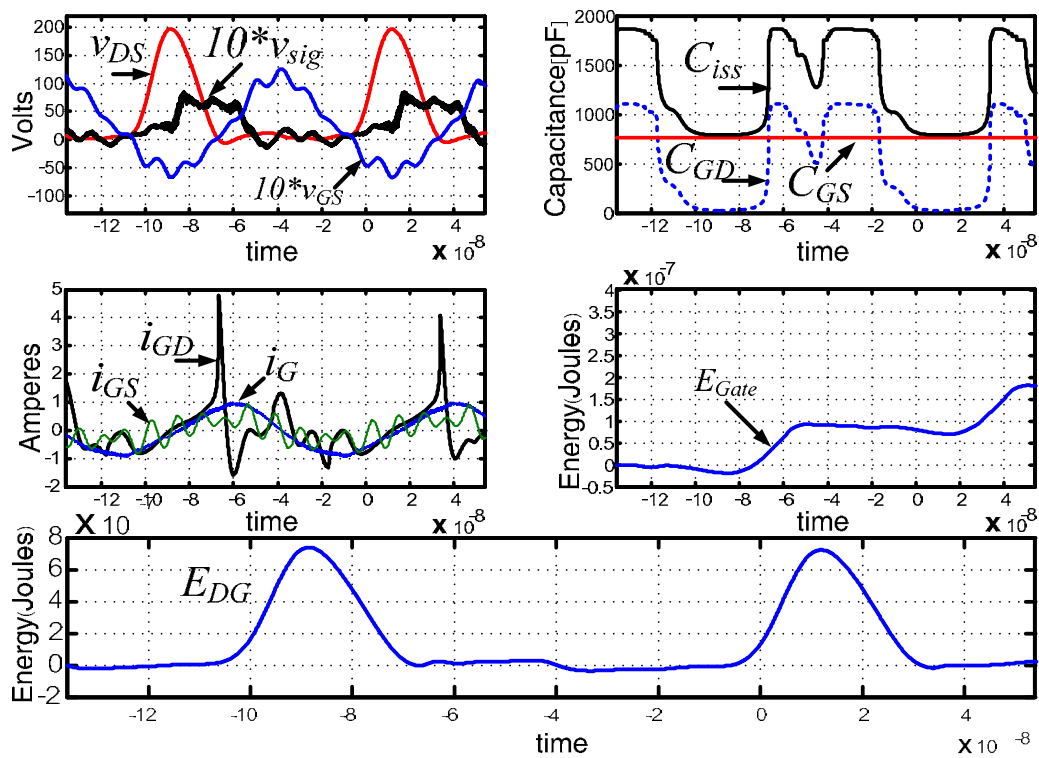 200
150
100
50
0
-50
-100
Volts
v_DS
10*v_sig
10*v_GS
-12 -10 -8 -6 -4 -2 0 2 4
time
x 10^-8
2000
1500
1000
500
0
Capacitance[pF]
C_iss
C_GD
C_GS
-12 -10 -8 -6 -4 -2 0 2 4
time
x 10^-8
5
4
3
2
1
0
-1
-2
Amperes
i_GD
i_G
i_GS
-12 -10 -8 -6 -4 -2 0 2 4
time
x 10^-8
x 10^-7
4
3.5
3
2.5
2
1.5
1
0.5
0
-0.5
Energy(Joules)
E_Gate
-12 -10 -8 -6 -4 -2 0 2 4
time
x 10^-8
x 10^-7
8
6
4
2
0
-2
Energy(Joules)
E_DG
-12 -10 -8 -6 -4 -2 0 2 4
time
x 10^-8